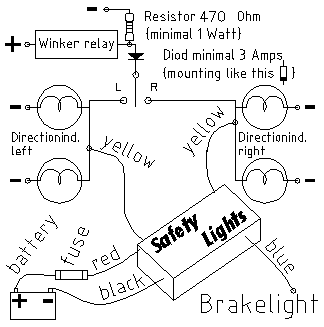 Resistor 470 Ohm
{minimal 1 Watt}
Winker relay
Diod minimal 3 Amps
{mounting like this }
L R
Directionind.
left
Directionind.
right
yellow
yellow
Safety
Lights
battery
fuse
red
black
blue
Brakelight
+
-
-
-
-
-
-
+ -